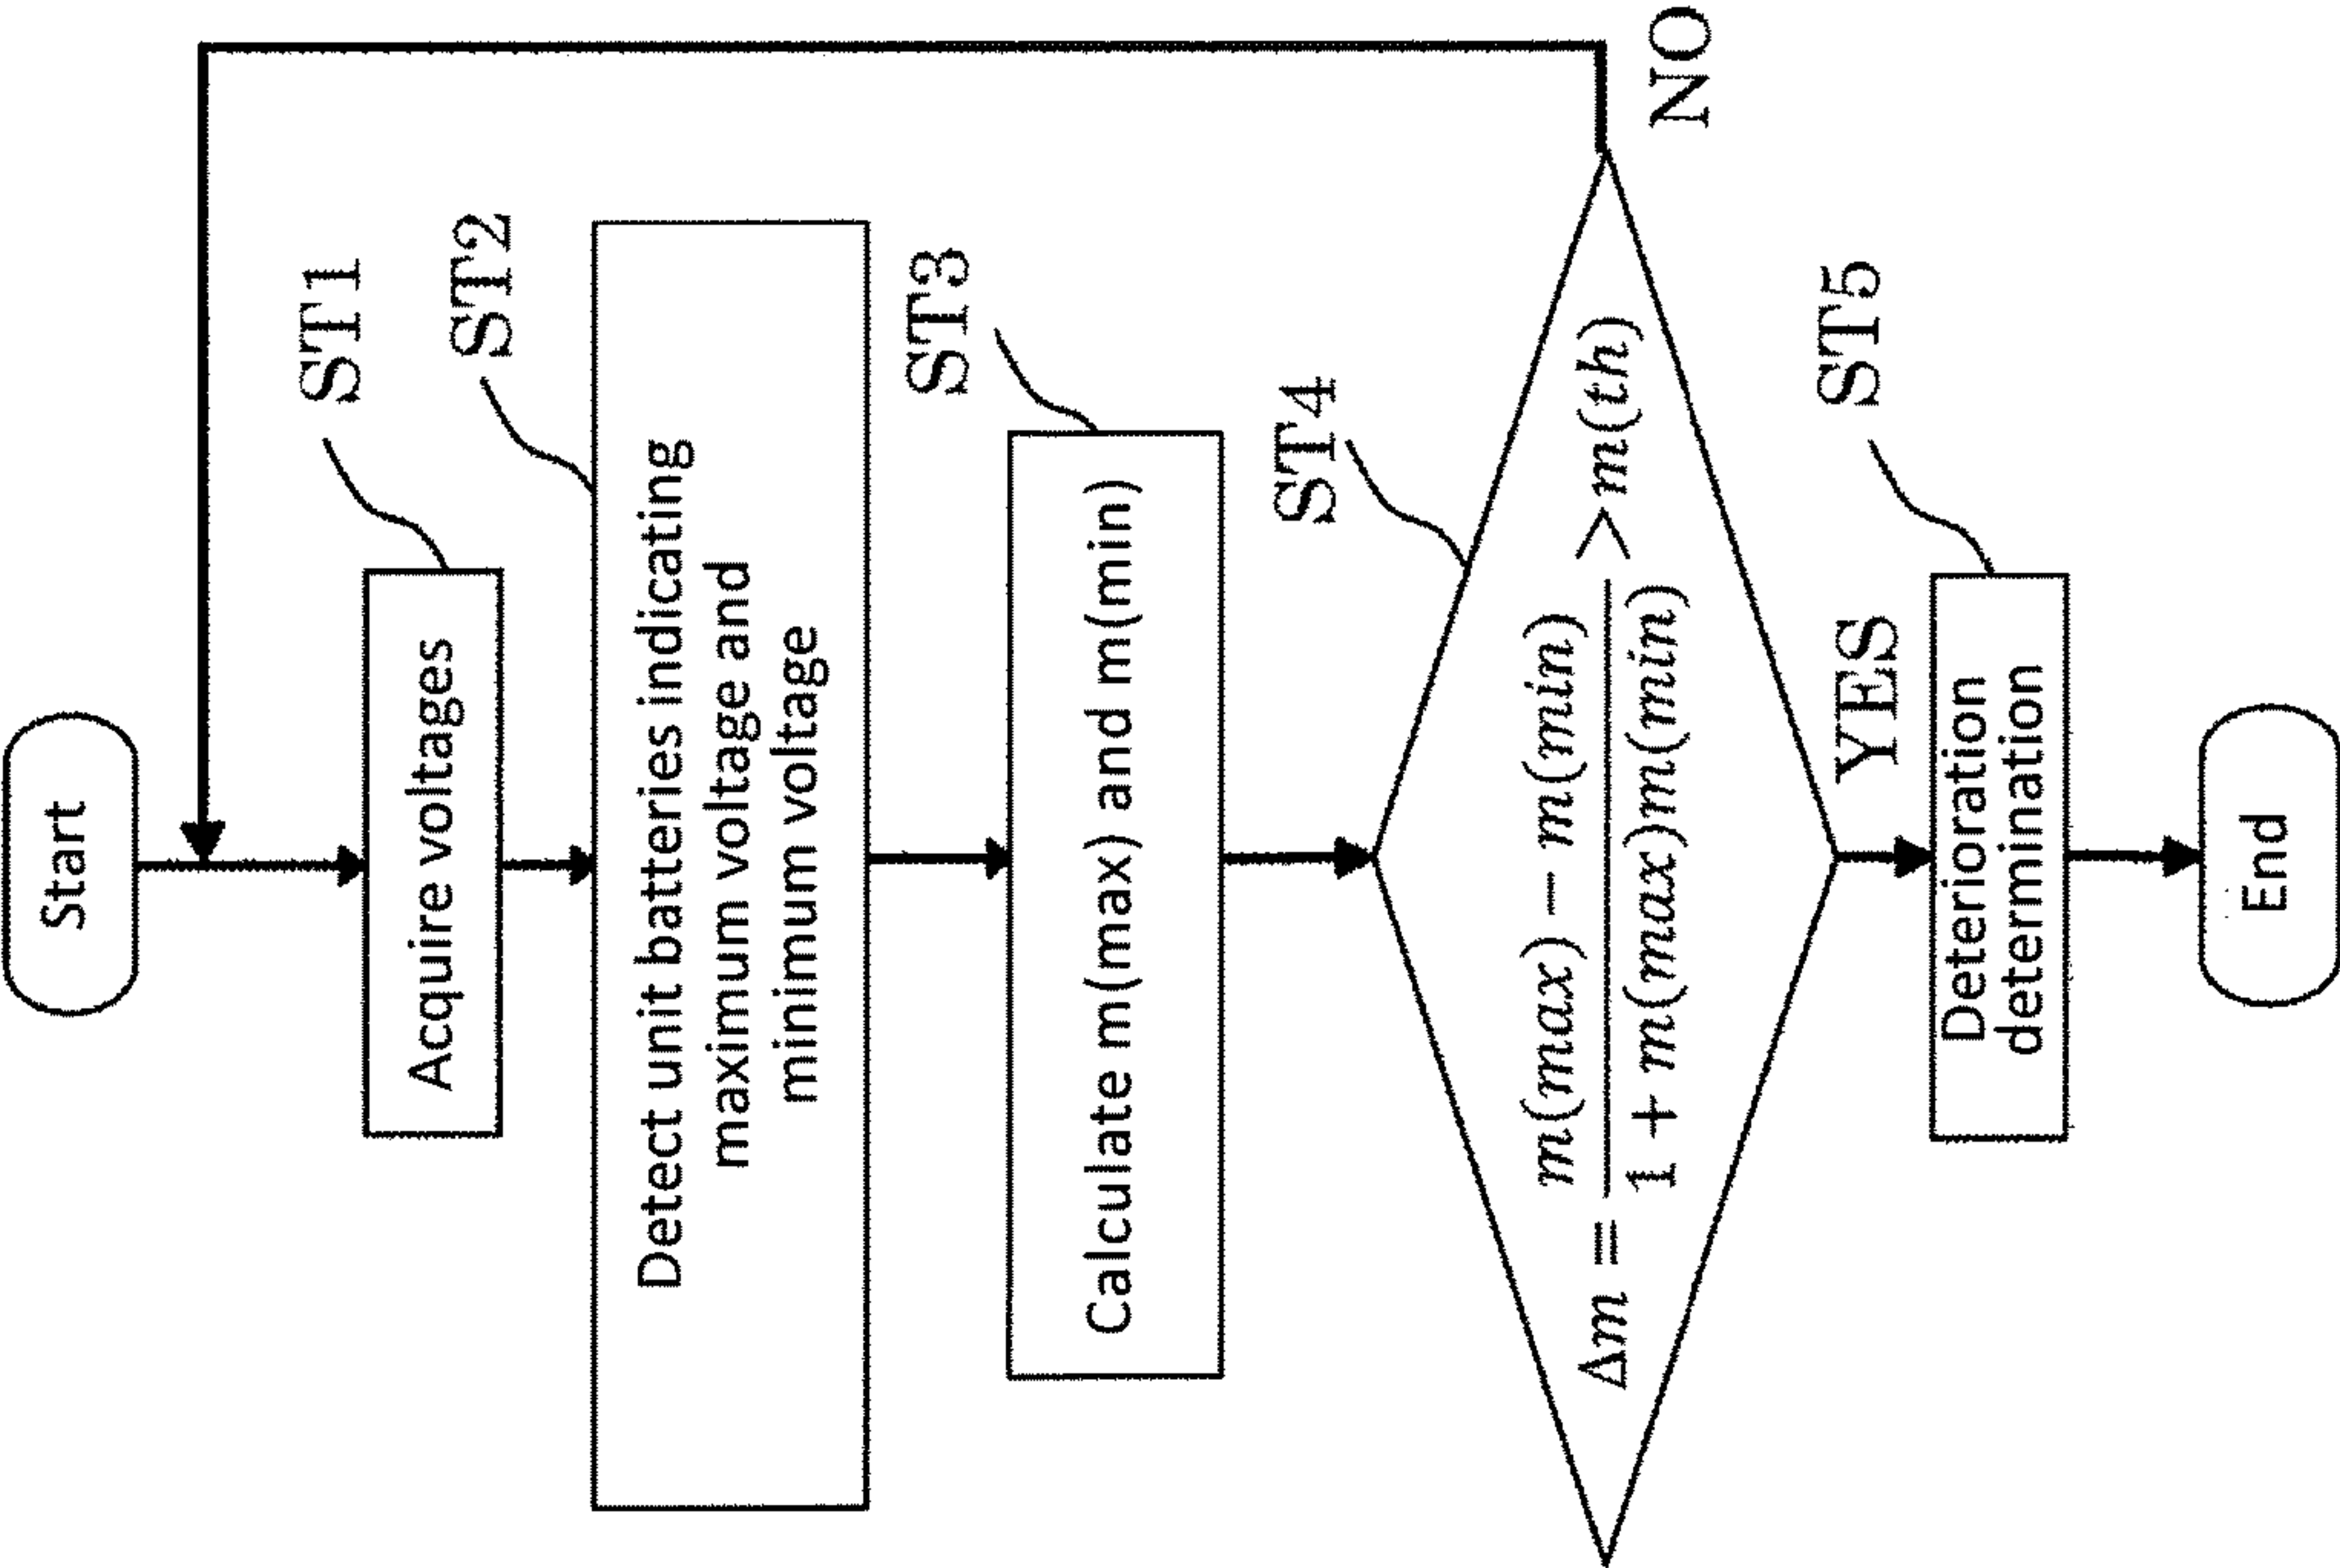 Start
ST1
Acquire voltages
ST2
Detect unit batteries indicating
maximum voltage and
minimum voltage
ST3
Calculate m(max) and m(min)
ST4
Δm = m(max) − m(min) / 1 + m(max)m(min) > m(th)
NO
YES
ST5
Deterioration
determination
End